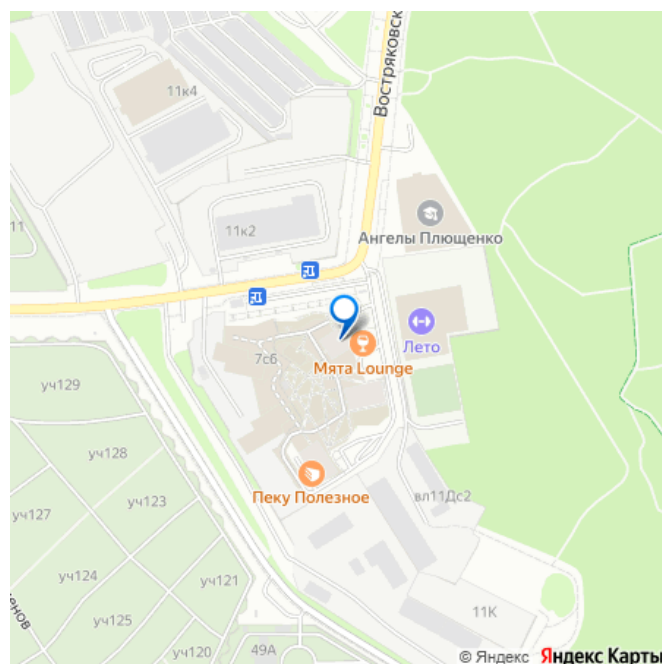 Востряковск
11к4
11
11к2
Ангелы Плющенко
7с6
Лето
Мята Lounge
уч129
уч128
уч127
уч123
Пеку Полезное
вл11Дс2
уч124
уч121
уч125
уч120
енов
11К
49А
© Яндекс Яндекс Карты